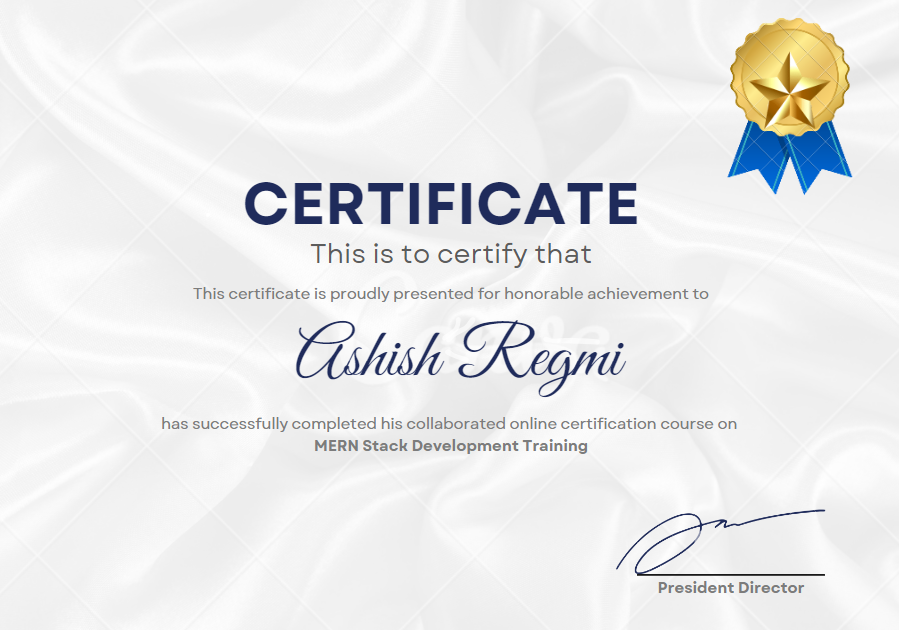 CERTIFICATE
This is to certify that
This certificate is proudly presented for honorable achievement to
Ashish Regmi
has successfully completed his collaborated online certification course on
MERN Stack Development Training
President Director